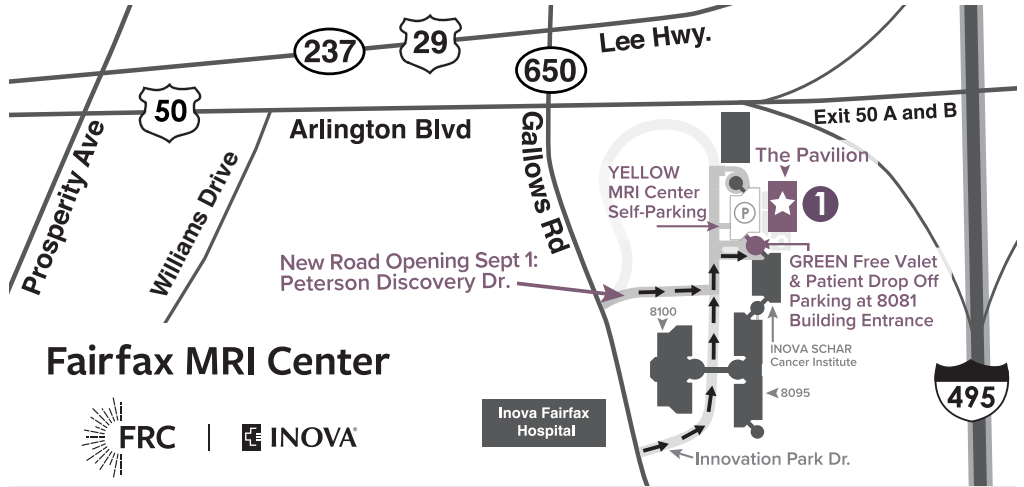 237
29
Lee Hwy.
650
50
Arlington Blvd
Exit 50 A and B
Prosperity Ave
Williams Drive
Gallows Rd
The Pavilion
YELLOW
MRI Center
Self-Parking
P
1
New Road Opening Sept 1:
Peterson Discovery Dr.
GREEN Free Valet
& Patient Drop Off
Parking at 8081
Building Entrance
8100
INOVA SCHAR
Cancer Institute
Fairfax MRI Center
8095
495
FRC
INOVA®
Inova Fairfax
Hospital
Innovation Park Dr.